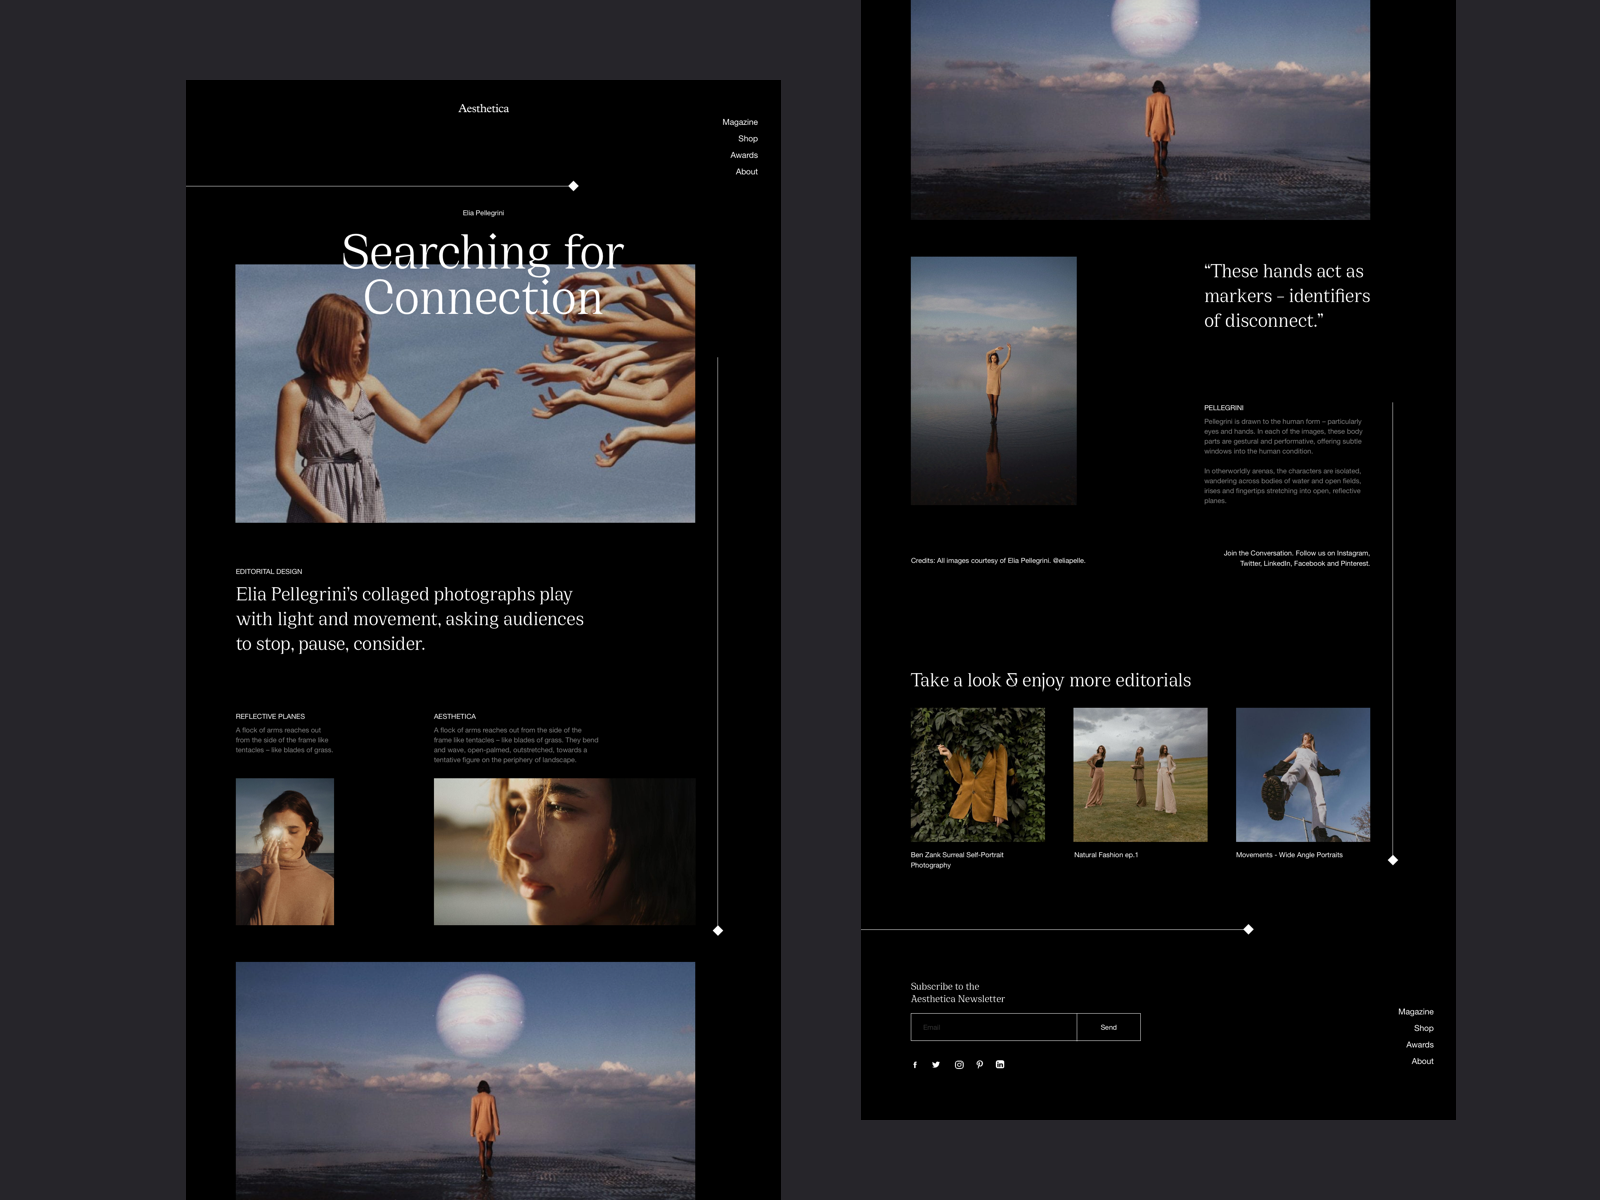 Aesthetica
Magazine
Shop
Awards
About
Elia Pellegrini
Searching for
Connection
EDITORITAL DESIGN
Elia Pellegrini's collaged photographs play
with light and movement, asking audiences
to stop, pause, consider.
REFLECTIVE PLANES
A flock of arms reaches out
from the side of the frame like
tentacles – like blades of grass.
AESTHETICA
A flock of arms reaches out from the side of the
frame like tentacles – like blades of grass. They bend
and wave, open-palmed, outstretched, towards a
tentative figure on the periphery of landscape.
“These hands act as
markers – identifiers
of disconnect.”
PELLEGRINI
Pellegrini is drawn to the human form – particularly
eyes and hands. In each of the images, these body
parts are gestural and performative, offering subtle
windows into the human condition.
In otherworldly arenas, the characters are isolated,
wandering across bodies of water and open fields,
irises and fingertips stretching into open, reflective
planes.
Credits: All images courtesy of Elia Pellegrini. @eliapelle.
Join the Conversation. Follow us on Instagram,
Twitter, LinkedIn, Facebook and Pinterest.
Take a look & enjoy more editorials
Ben Zank Surreal Self-Portrait
Photography
Natural Fashion ep.1
Movements - Wide Angle Portraits
Subscribe to the
Aesthetica Newsletter
Email
Send
Magazine
Shop
Awards
About